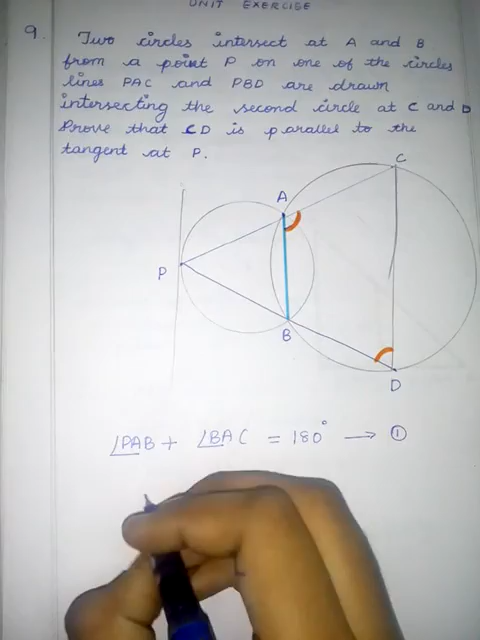 UNIT EXERCISE
9. Two circles intersect at A and B
from a point P on one of the circles
lines PAC and PBD are drawn
intersecting the second circle at C and D
Prove that CD is parallel to the
tangent at P.
C
A
P
B
D
∠PAB + ∠BAC = 180° → ①